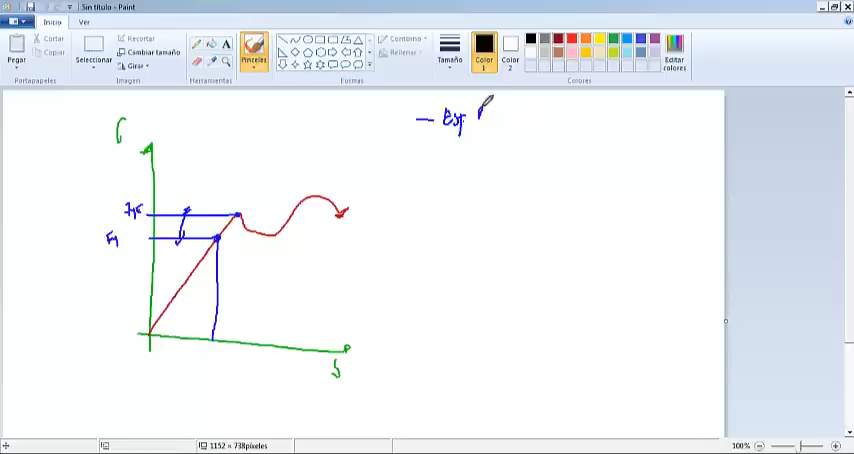 Sin título - Paint
Inicio Ver
Pegar
Cortar
Copiar
Portapapeles
Seleccionar
Recortar
Cambiar tamaño
Girar
Imagen
A
Herramientas
Pinceles
Contorno
Rellenar
Formas
Tamaño
Color
1
Color
2
Editar
colores
Colores
— Esf.
Fy
1152 × 738píxeles
100%